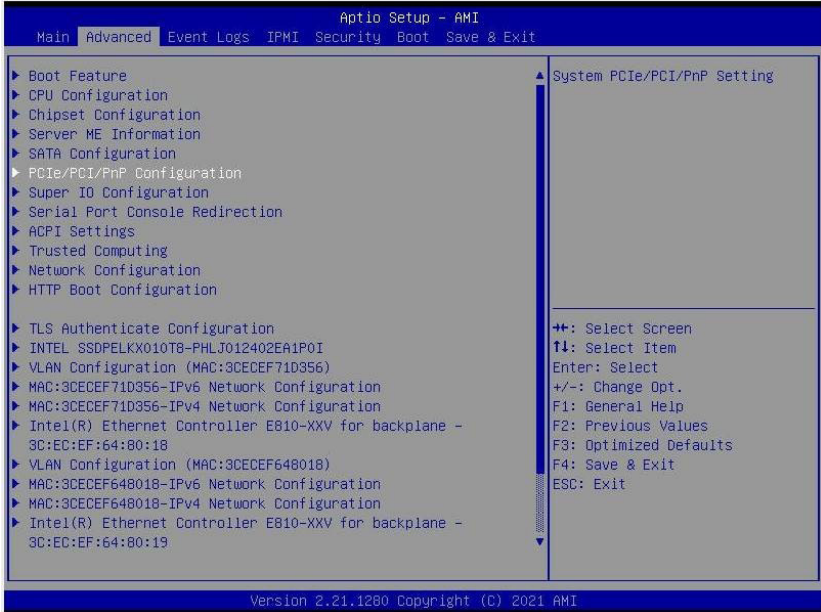 Aptio Setup – AMI
Main Advanced Event Logs IPMI Security Boot Save & Exit
▶ Boot Feature
▶ CPU Configuration
▶ Chipset Configuration
▶ Server ME Information
▶ SATA Configuration
▶ PCIe/PCI/PnP Configuration
▶ Super IO Configuration
▶ Serial Port Console Redirection
▶ ACPI Settings
▶ Trusted Computing
▶ Network Configuration
▶ HTTP Boot Configuration
▶ TLS Authenticate Configuration
▶ INTEL SSDPELKX010T8-PHLJ012402EA1P0I
▶ VLAN Configuration (MAC:3CECEF71D356)
▶ MAC:3CECEF71D356-IPv6 Network Configuration
▶ MAC:3CECEF71D356-IPv4 Network Configuration
▶ Intel(R) Ethernet Controller E810-XXV for backplane –
3C:EC:EF:64:80:18
▶ VLAN Configuration (MAC:3CECEF648018)
▶ MAC:3CECEF648018-IPv6 Network Configuration
▶ MAC:3CECEF648018-IPv4 Network Configuration
▶ Intel(R) Ethernet Controller E810-XXV for backplane –
3C:EC:EF:64:80:19
System PCIe/PCI/PnP Setting
→←: Select Screen
↑↓: Select Item
Enter: Select
+/-: Change Opt.
F1: General Help
F2: Previous Values
F3: Optimized Defaults
F4: Save & Exit
ESC: Exit
Version 2.21.1280 Copyright (C) 2021 AMI